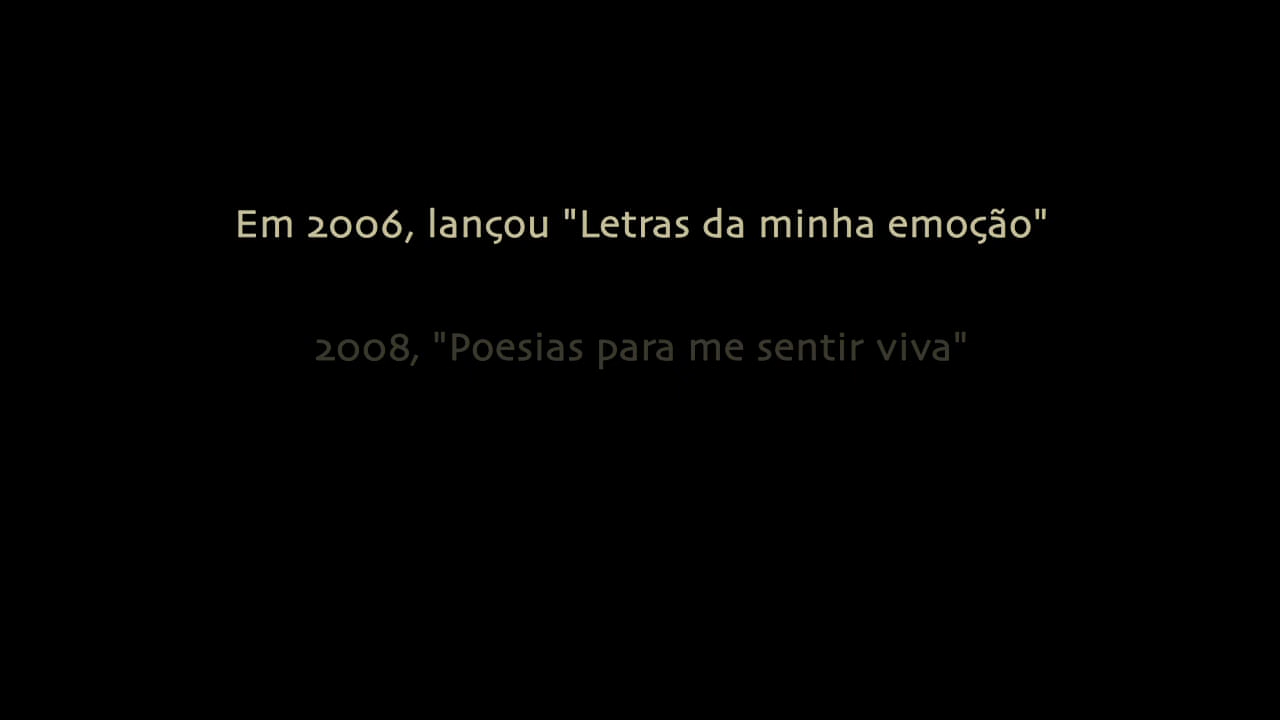 Em 2006, lançou "Letras da minha emoção"
2008, "Poesias para me sentir viva"